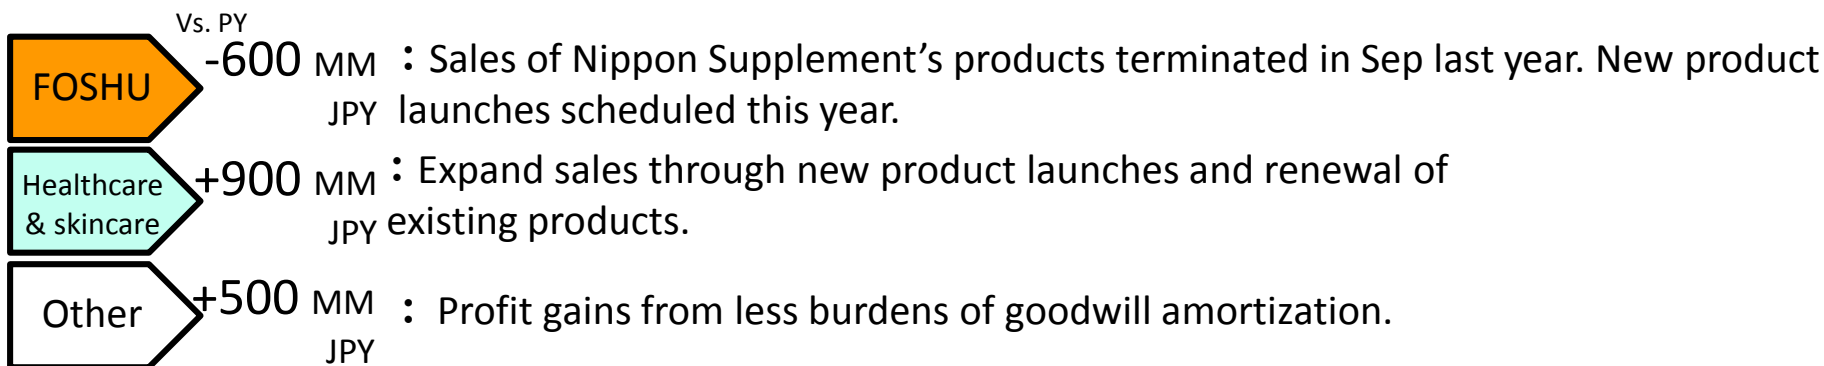 Vs. PY
FOSHU
-600 MM JPY
：Sales of Nippon Supplement’s products terminated in Sep last year. New product
launches scheduled this year.
Healthcare
& skincare
+900 MM JPY
：Expand sales through new product launches and renewal of
existing products.
Other
+500 MM JPY
：Profit gains from less burdens of goodwill amortization.